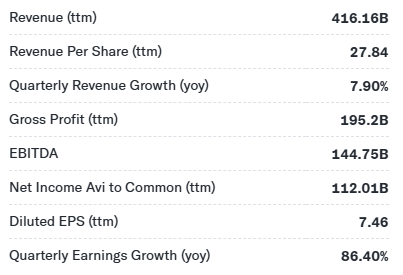 Revenue (ttm) 416.16B
Revenue Per Share (ttm) 27.84
Quarterly Revenue Growth (yoy) 7.90%
Gross Profit (ttm) 195.2B
EBITDA 144.75B
Net Income Avi to Common (ttm) 112.01B
Diluted EPS (ttm) 7.46
Quarterly Earnings Growth (yoy) 86.40%